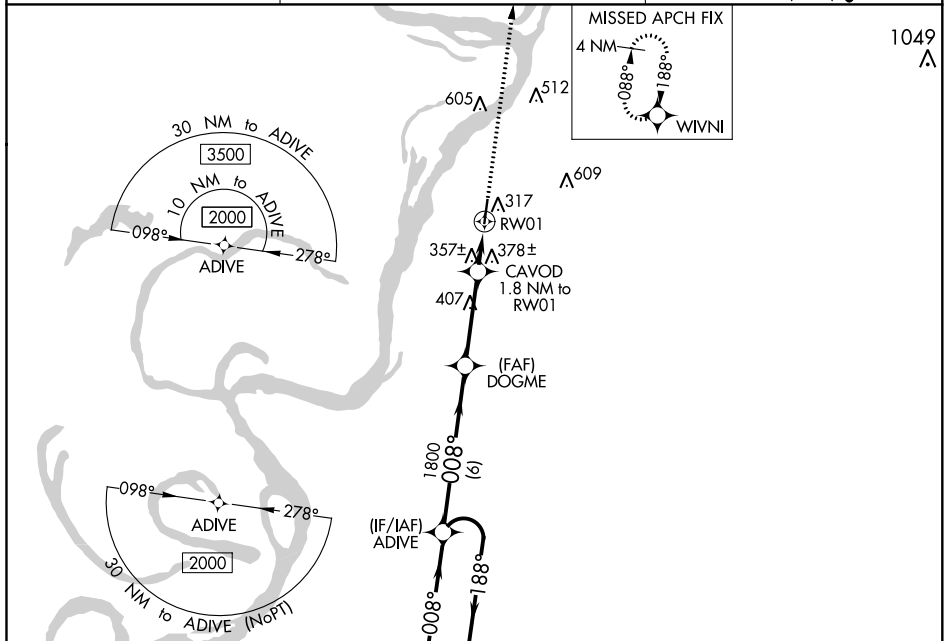 MISSED APCH FIX
4 NM
008°
188°
WIVNI
1049
605
512
609
317
RW01
357±
378±
CAVOD
1.8 NM to
RW01
407
(FAF)
DOGME
1800
008°
(6)
(IF/IAF)
ADIVE
008°
188°
30 NM to ADIVE
3500
10 NM to ADIVE
2000
098°
278°
ADIVE
098°
278°
ADIVE
2000
30 NM to ADIVE (NoPT)